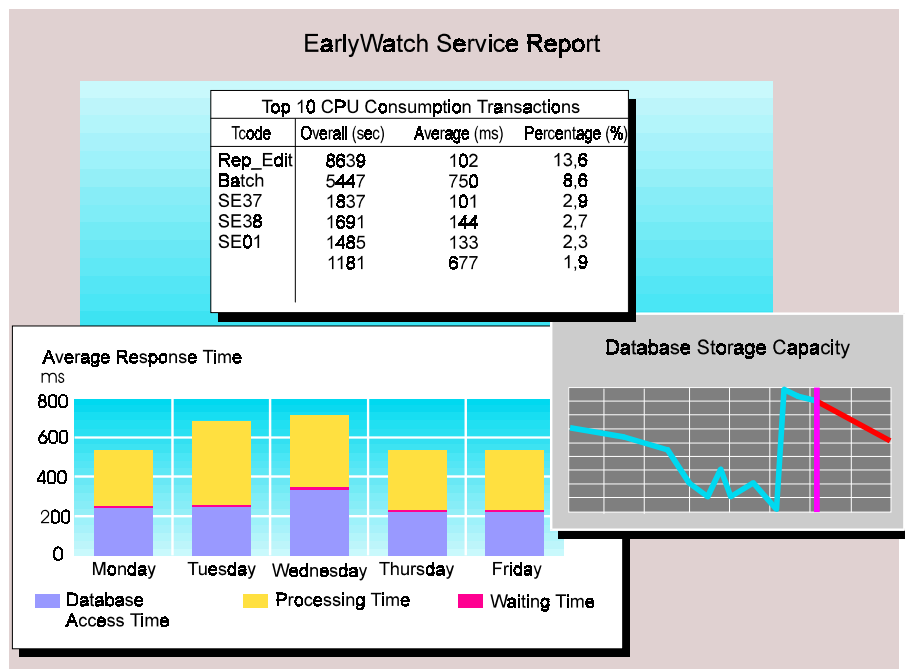 EarlyWatch Service Report
Top 10 CPU Consumption Transactions
Tcode Overall (sec) Average (ms) Percentage (%)
Rep_Edit 8639 102 13,6
Batch 5447 750 8,6
SE37 1837 101 2,9
SE38 1691 144 2,7
SE01 1485 133 2,3
1181 677 1,9
Average Response Time
ms
800
600
400
200
0
Monday Tuesday Wednesday Thursday Friday
Database Access Time
Processing Time
Waiting Time
Database Storage Capacity